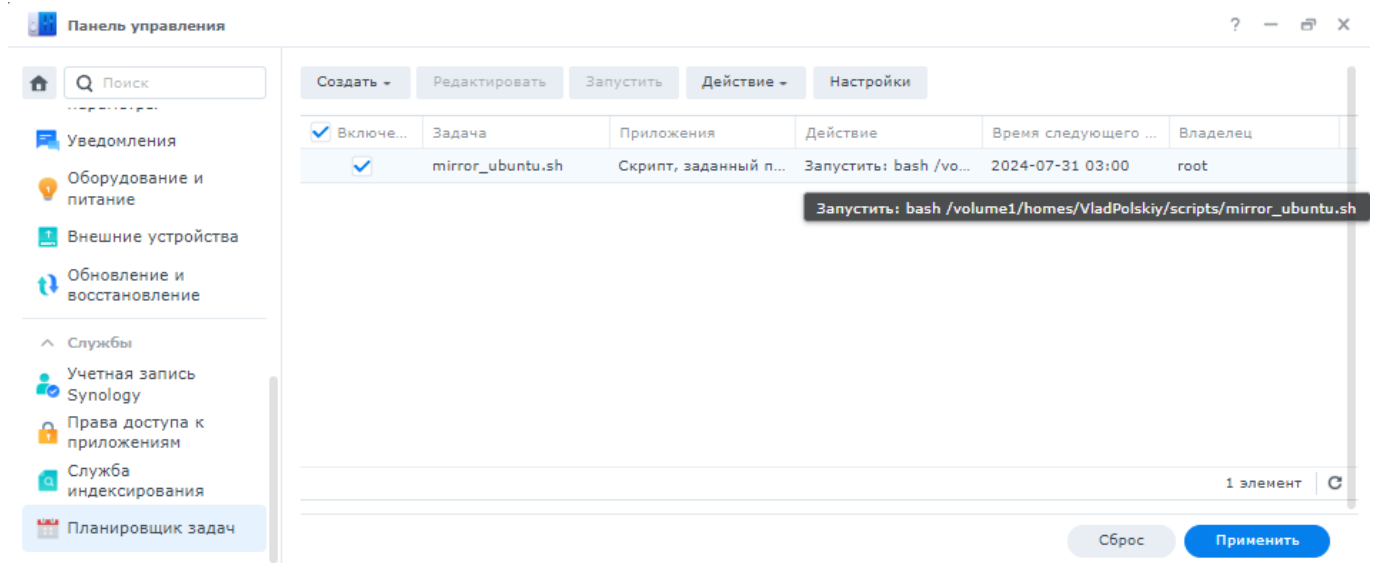 Панель управления
?
Поиск
Уведомления
Оборудование и
питание
Внешние устройства
Обновление и
восстановление
Службы
Учетная запись
Synology
Права доступа к
приложениям
Служба
индексирования
Планировщик задач
Создать
Редактировать
Запустить
Действие
Настройки
Включе...
Задача
Приложения
Действие
Время следующего ...
Владелец
mirror_ubuntu.sh
Скрипт, заданный п...
Запустить: bash /vo...
2024-07-31 03:00
root
Запустить: bash /volume1/homes/VladPolskiy/scripts/mirror_ubuntu.sh
1 элемент
Сброс
Применить